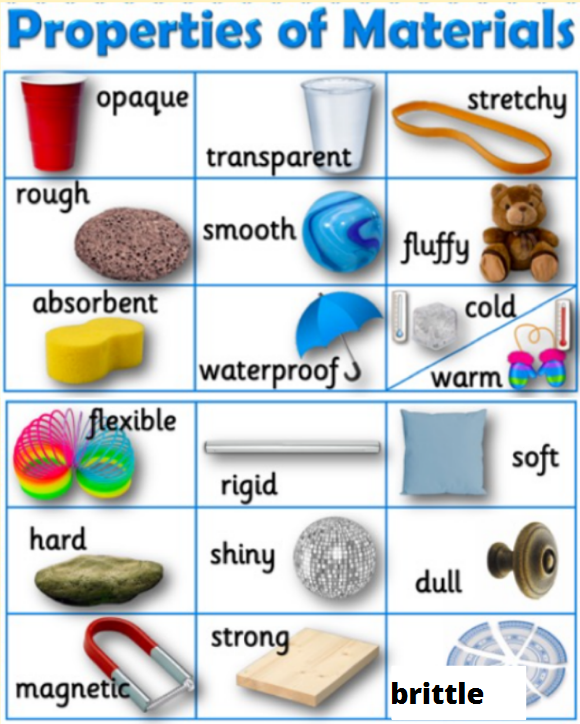 Properties of Materials
opaque
transparent
stretchy
rough
smooth
fluffy
absorbent
waterproof
cold
warm
flexible
rigid
soft
hard
shiny
dull
magnetic
strong
brittle